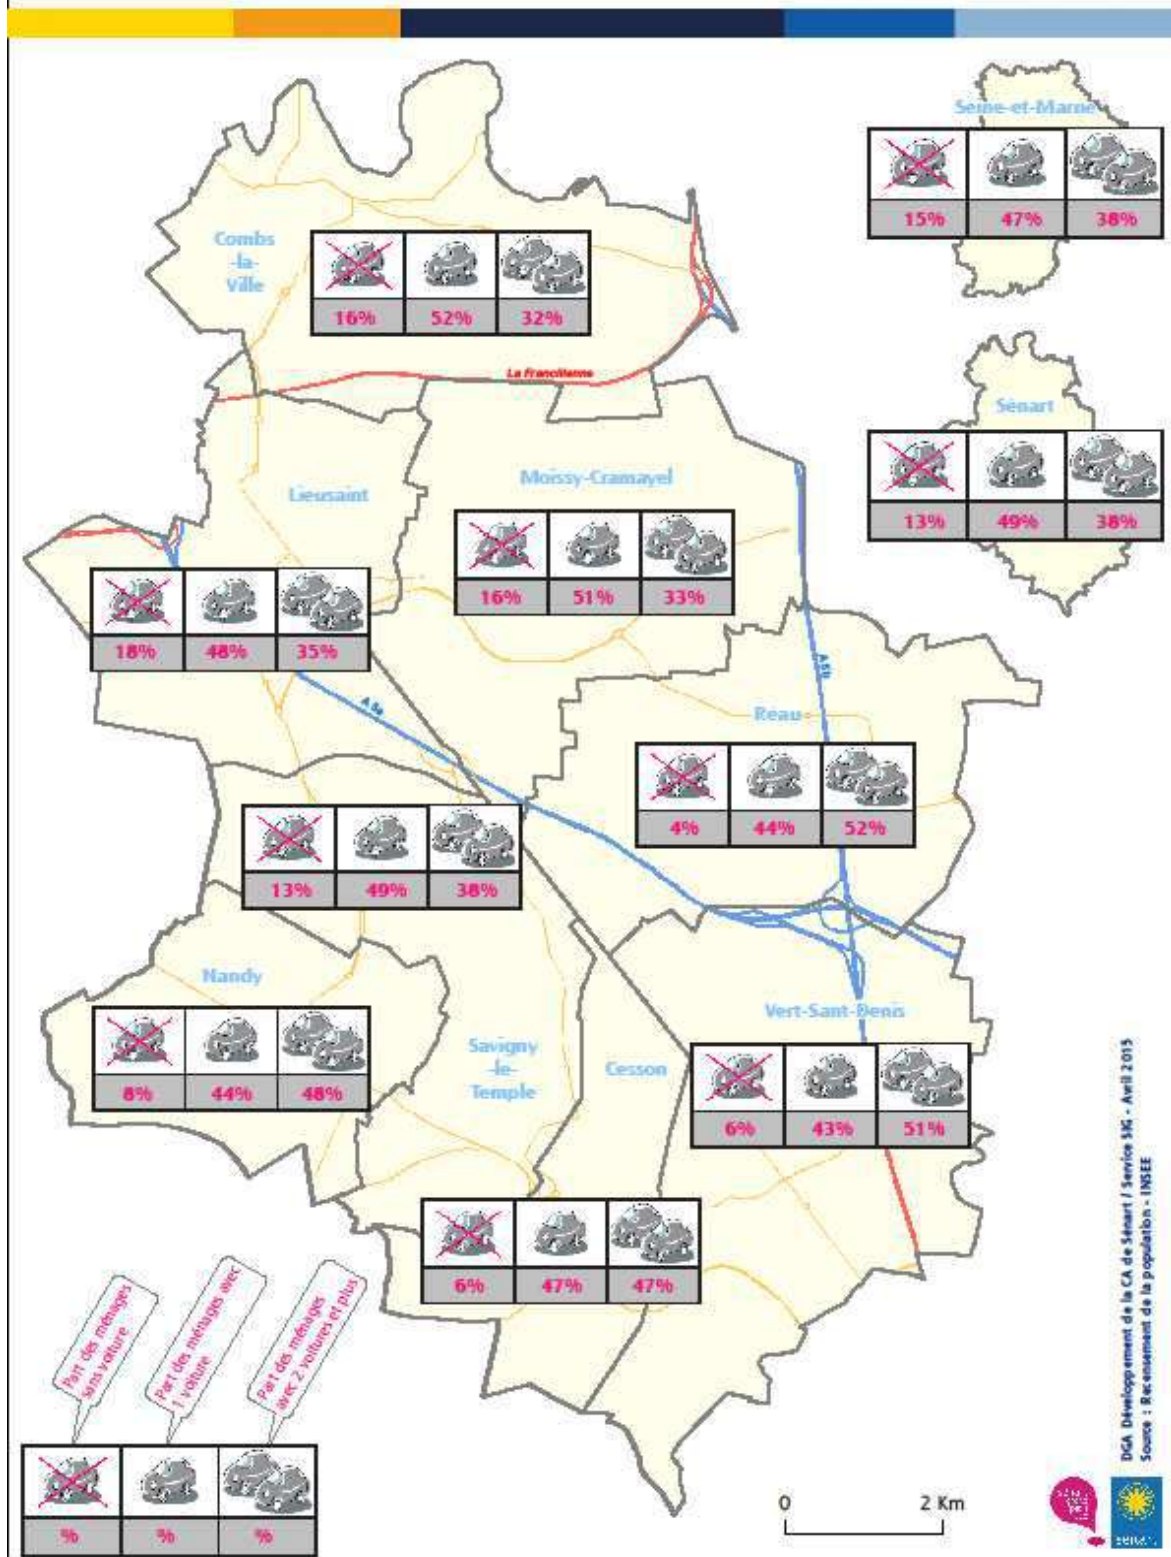 Seine-et-Marne
15% 47% 38%
Combs
-la-
Ville
16% 52% 32%
La Francilienne
Sénart
13% 49% 38%
Lieusaint
Moissy-Cramayel
16% 51% 33%
18% 48% 35%
A5b
A 5a
Reau
4% 44% 52%
13% 49% 38%
Nandy
8% 44% 48%
Savigny
-le-
Temple
Cesson
Vert-Sant-Denis
6% 43% 51%
6% 47% 47%
Part des ménages
sans voiture
Part des ménages avec
1 voiture
Part des ménages
avec 2 voitures et plus
% % %
0 2 Km
DGA Développement de la CA de Sénart / Service SIG - Avril 2015
Source : Recensement de la population - INSEE
sénart